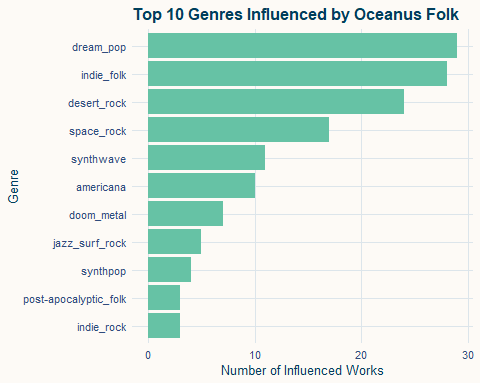 Top 10 Genres Influenced by Oceanus Folk
dream_pop
indie_folk
desert_rock
space_rock
synthwave
americana
doom_metal
jazz_surf_rock
synthpop
post-apocalyptic_folk
indie_rock
Genre
0 10 20 30
Number of Influenced Works